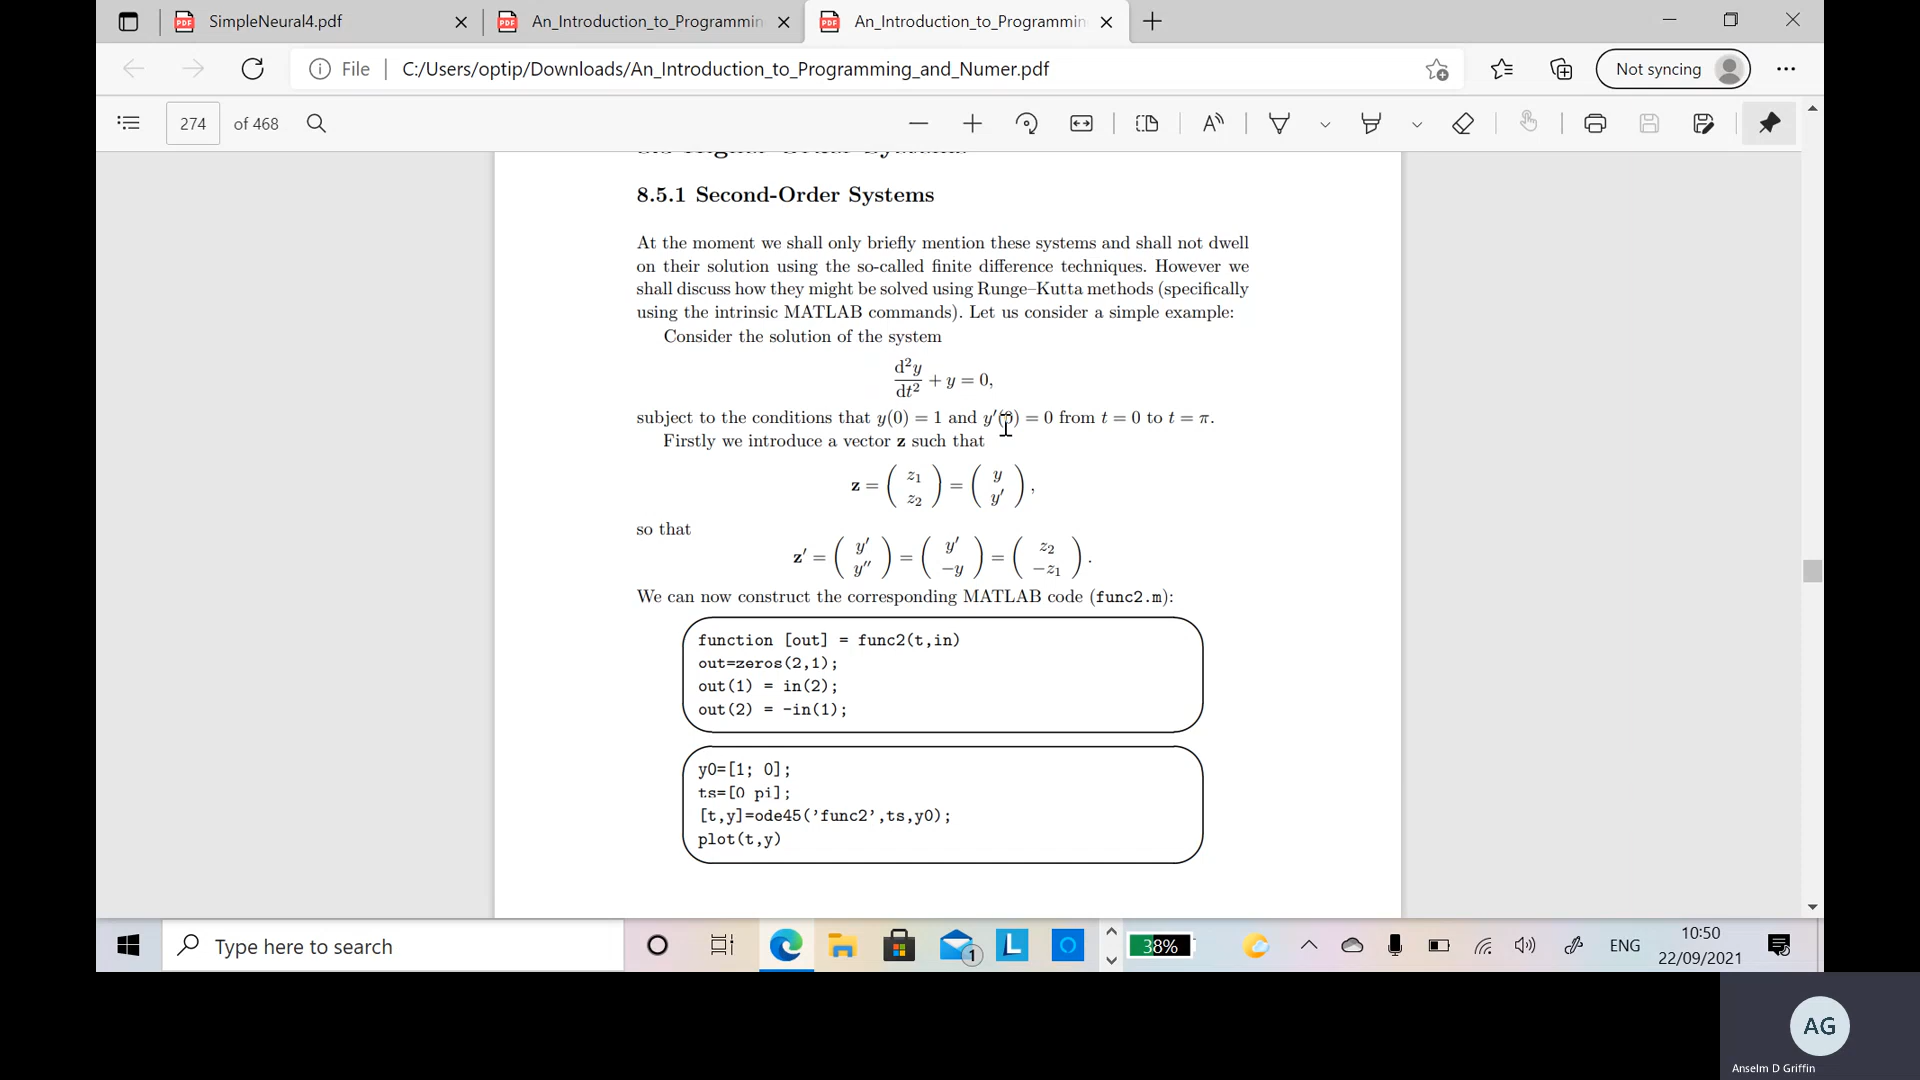 SimpleNeural4.pdf
An_Introduction_to_Programmin
An_Introduction_to_Programmin
File
C:/Users/optip/Downloads/An_Introduction_to_Programming_and_Numer.pdf
Not syncing
274 of 468
8.5.1 Second-Order Systems
At the moment we shall only briefly mention these systems and shall not dwell
on their solution using the so-called finite difference techniques. However we
shall discuss how they might be solved using Runge–Kutta methods (specifically
using the intrinsic MATLAB commands). Let us consider a simple example:
Consider the solution of the system
d²y/dt² + y = 0,
subject to the conditions that y(0) = 1 and y′(0) = 0 from t = 0 to t = π.
Firstly we introduce a vector z such that
z = ( z₁ z₂ ) = ( y y′ ),
so that
z′ = ( y′ y″ ) = ( y′ −y ) = ( z₂ −z₁ ).
We can now construct the corresponding MATLAB code (func2.m):
function [out] = func2(t,in)
out=zeros(2,1);
out(1) = in(2);
out(2) = -in(1);
y0=[1; 0];
ts=[0 pi];
[t,y]=ode45(’func2’,ts,y0);
plot(t,y)
Type here to search
1
L
38%
ENG
10:50
22/09/2021
AG
Anselm D Griffin